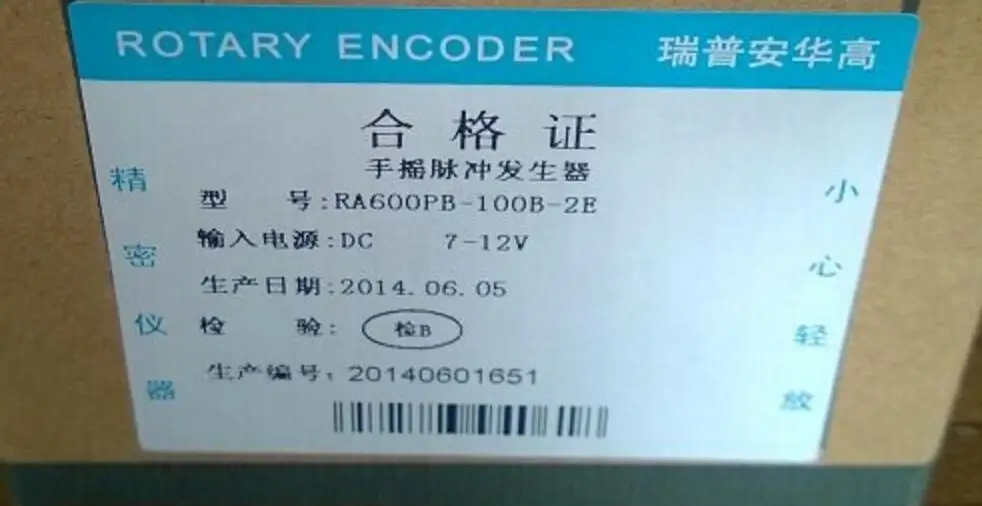 ROTARY ENCODER 瑞普安华高
合格证
手摇脉冲发生器
型 号:RA600PB-100B-2E
输入电源:DC 7-12V
生产日期:2014.06.05
检 验: 检B
生产编号: 20140601651
精密仪器
小心轻放